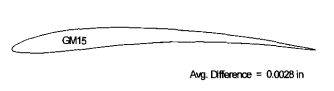 GM15
Avg. Difference = 0.0028 in